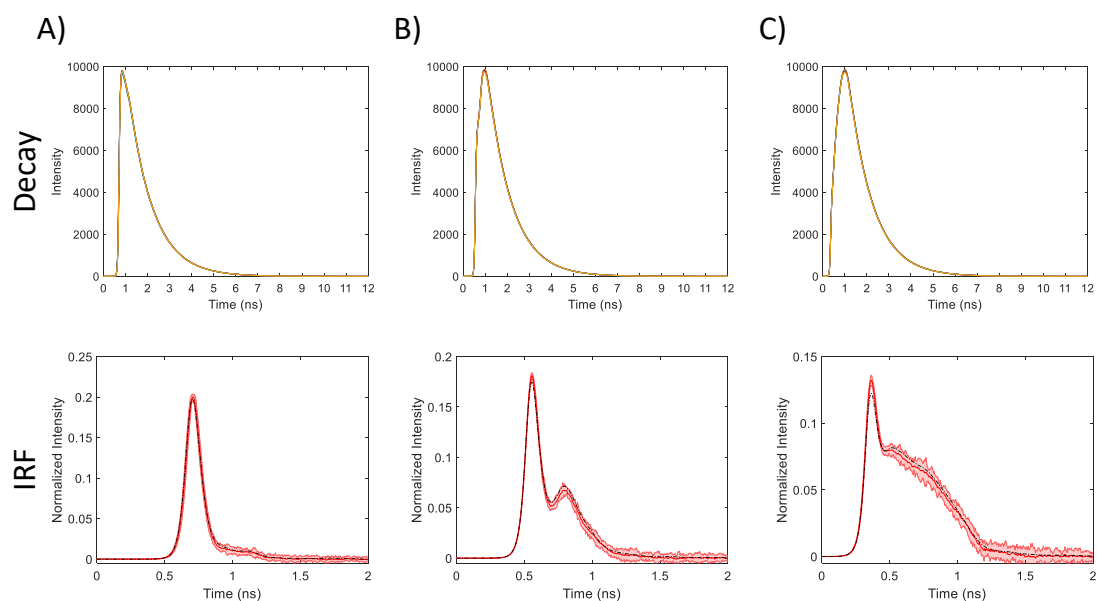 A)
B)
C)
Decay
Intensity
10000
8000
6000
4000
2000
0
0 1 2 3 4 5 6 7 8 9 10 11 12
Time (ns)
Intensity
10000
8000
6000
4000
2000
0
0 1 2 3 4 5 6 7 8 9 10 11 12
Time (ns)
Intensity
10000
8000
6000
4000
2000
0
0 1 2 3 4 5 6 7 8 9 10 11 12
Time (ns)
IRF
Normalized Intensity
0.25
0.2
0.15
0.1
0.05
0
0 0.5 1 1.5 2
Time (ns)
Normalized Intensity
0.2
0.15
0.1
0.05
0
0 0.5 1 1.5 2
Time (ns)
Normalized Intensity
0.15
0.1
0.05
0
0 0.5 1 1.5 2
Time (ns)